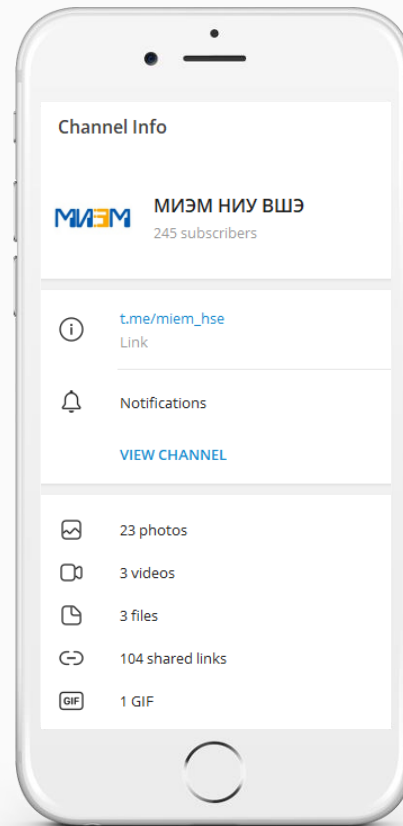 Channel Info
МИЭМ
МИЭМ НИУ ВШЭ
245 subscribers
t.me/miem_hse
Link
Notifications
VIEW CHANNEL
23 photos
3 videos
3 files
104 shared links
GIF
1 GIF